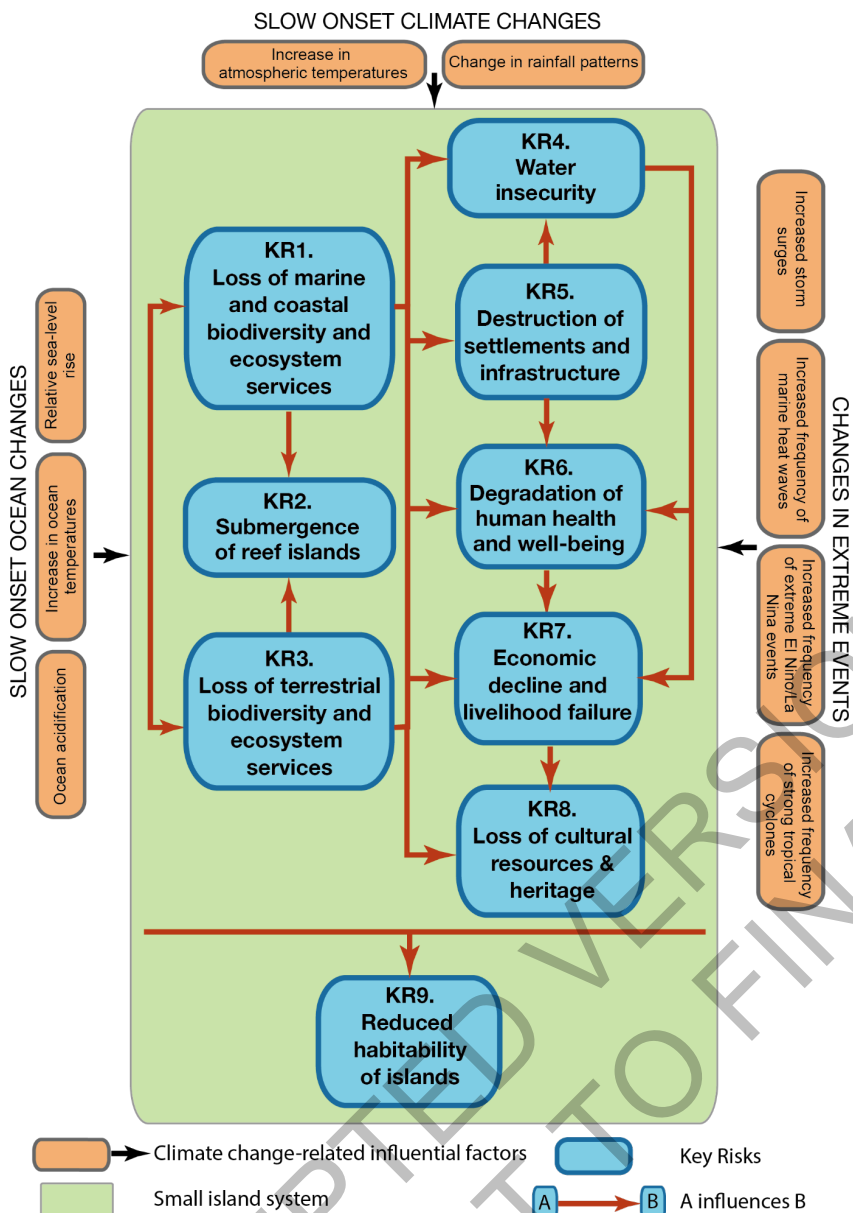 SLOW ONSET CLIMATE CHANGES
Increase in
atmospheric temperatures
Change in rainfall patterns
SLOW ONSET OCEAN CHANGES
Relative sea-level
rise
Increase in ocean
temperatures
Ocean acidification
KR1.
Loss of marine
and coastal
biodiversity and
ecosystem
services
KR2.
Submergence
of reef islands
KR3.
Loss of terrestrial
biodiversity and
ecosystem
services
KR4.
Water
insecurity
KR5.
Destruction of
settlements and
infrastructure
KR6.
Degradation of
human health
and well-being
KR7.
Economic
decline and
livelihood failure
KR8.
Loss of cultural
resources &
heritage
KR9.
Reduced
habitability
of islands
CHANGES IN EXTREME EVENTS
Increased storm
surges
Increased frequency of
marine heat waves
Increased frequency
of extreme El Nino/La
Nina events
Increased frequency
of strong tropical
cyclones
Climate change-related influential factors
Key Risks
Small island system
A
B
A influences B